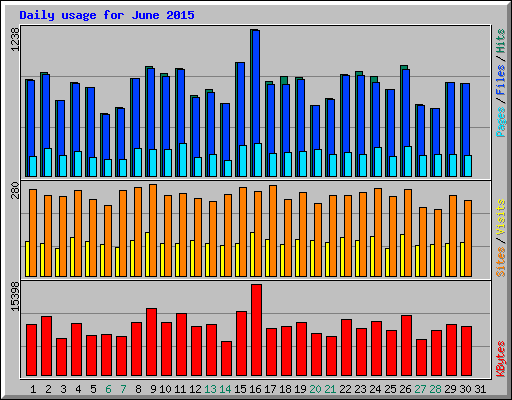 Daily usage for June 2015
1238
Pages / Files / Hits
280
Sites / Visits
15398
KBytes
1 2 3 4 5 6 7 8 9 10 11 12 13 14 15 16 17 18 19 20 21 22 23 24 25 26 27 28 29 30 31